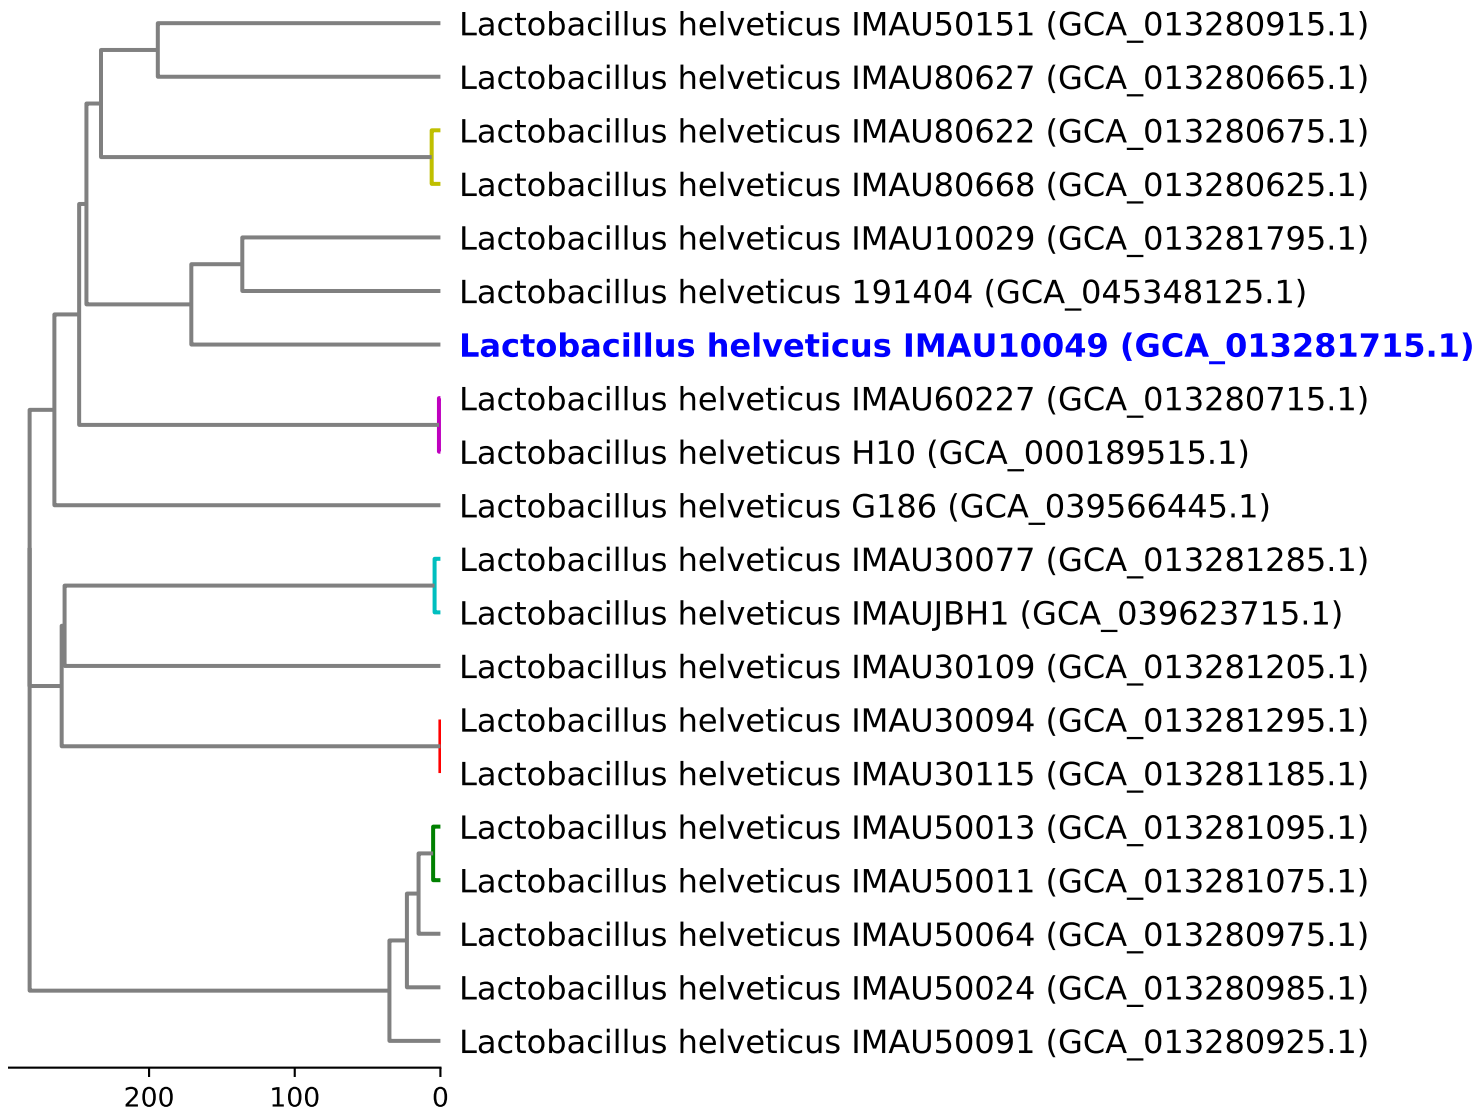 Lactobacillus helveticus IMAU50151 (GCA_013280915.1)
Lactobacillus helveticus IMAU80627 (GCA_013280665.1)
Lactobacillus helveticus IMAU80622 (GCA_013280675.1)
Lactobacillus helveticus IMAU80668 (GCA_013280625.1)
Lactobacillus helveticus IMAU10029 (GCA_013281795.1)
Lactobacillus helveticus 191404 (GCA_045348125.1)
Lactobacillus helveticus IMAU10049 (GCA_013281715.1)
Lactobacillus helveticus IMAU60227 (GCA_013280715.1)
Lactobacillus helveticus H10 (GCA_000189515.1)
Lactobacillus helveticus G186 (GCA_039566445.1)
Lactobacillus helveticus IMAU30077 (GCA_013281285.1)
Lactobacillus helveticus IMAUJBH1 (GCA_039623715.1)
Lactobacillus helveticus IMAU30109 (GCA_013281205.1)
Lactobacillus helveticus IMAU30094 (GCA_013281295.1)
Lactobacillus helveticus IMAU30115 (GCA_013281185.1)
Lactobacillus helveticus IMAU50013 (GCA_013281095.1)
Lactobacillus helveticus IMAU50011 (GCA_013281075.1)
Lactobacillus helveticus IMAU50064 (GCA_013280975.1)
Lactobacillus helveticus IMAU50024 (GCA_013280985.1)
Lactobacillus helveticus IMAU50091 (GCA_013280925.1)
200 100 0